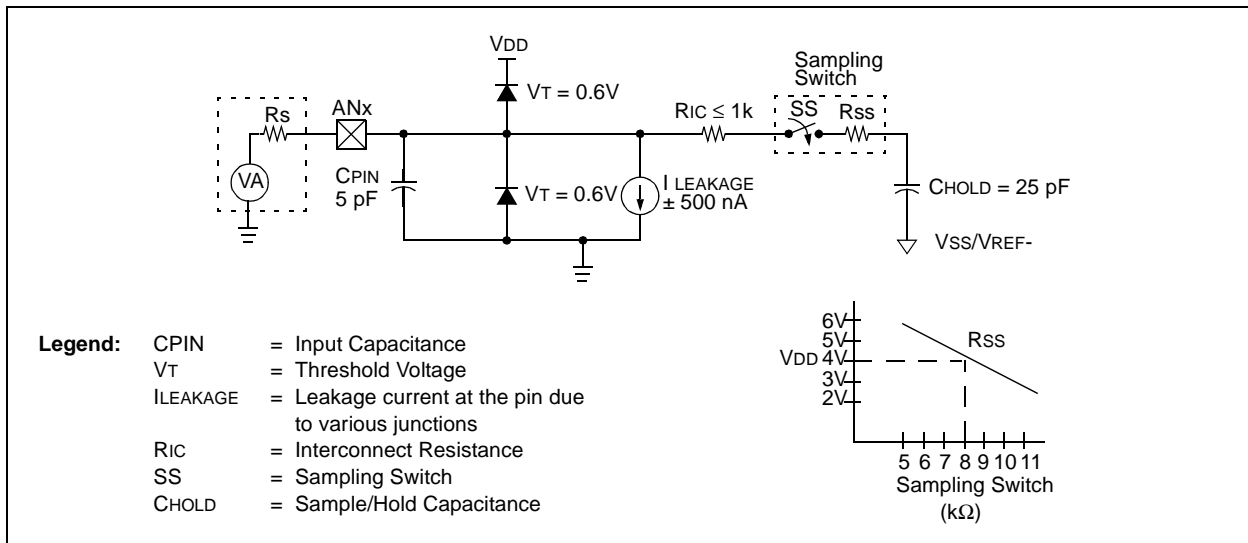 VDD
Sampling
Switch
VT = 0.6V
RS
ANx
RIC ≤ 1k
SS
RSS
VA
CPIN
5 pF
VT = 0.6V
I LEAKAGE
± 500 nA
CHOLD = 25 pF
VSS/VREF-
Legend: CPIN = Input Capacitance
VT = Threshold Voltage
ILEAKAGE = Leakage current at the pin due
to various junctions
RIC = Interconnect Resistance
SS = Sampling Switch
CHOLD = Sample/Hold Capacitance
6V
5V
VDD 4V
3V
2V
RSS
5 6 7 8 9 10 11
Sampling Switch
(kΩ)